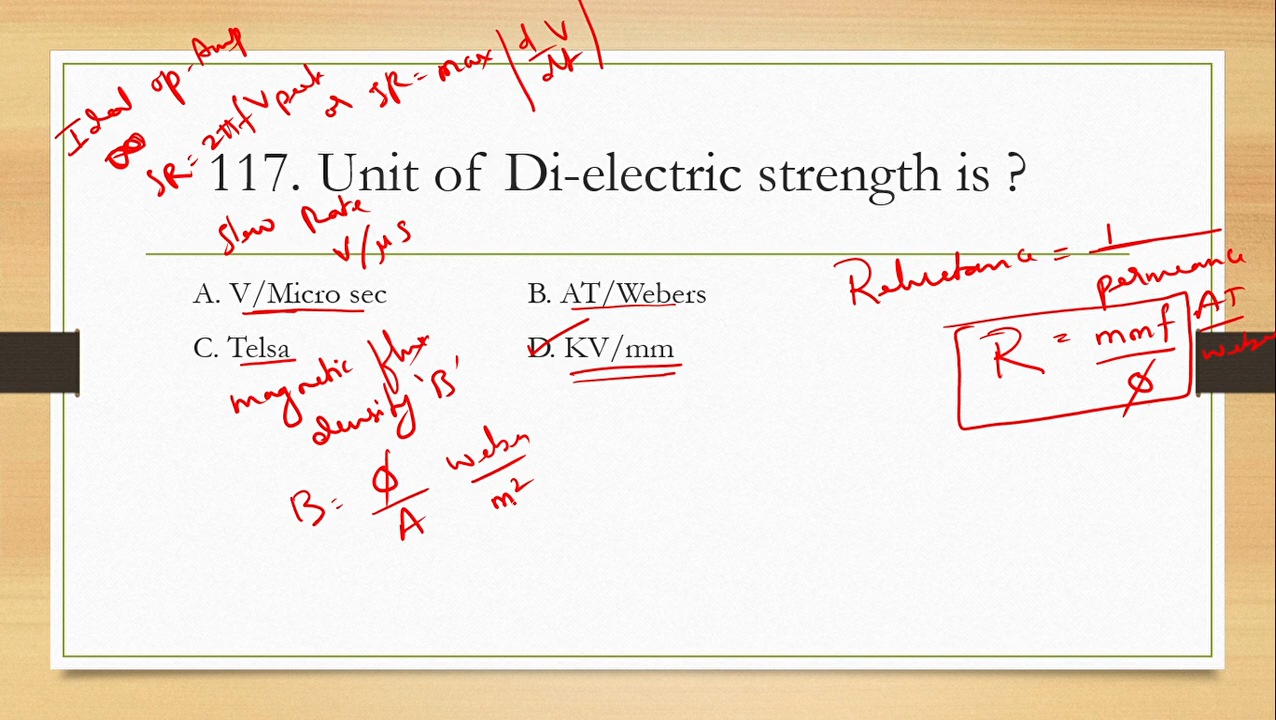 Ideal op-Amp
∞
SR = 2πf Vpeak or SR = max |dV/dt|
117. Unit of Di-electric strength is ?
Slew Rate
V/μs
Reluctance = 1/permeance
A. V/Micro sec
B. AT/Webers
C. Telsa
D. KV/mm
R = mmf/φ AT/weber
magnetic flux
density 'B'
B = φ/A weber/m²